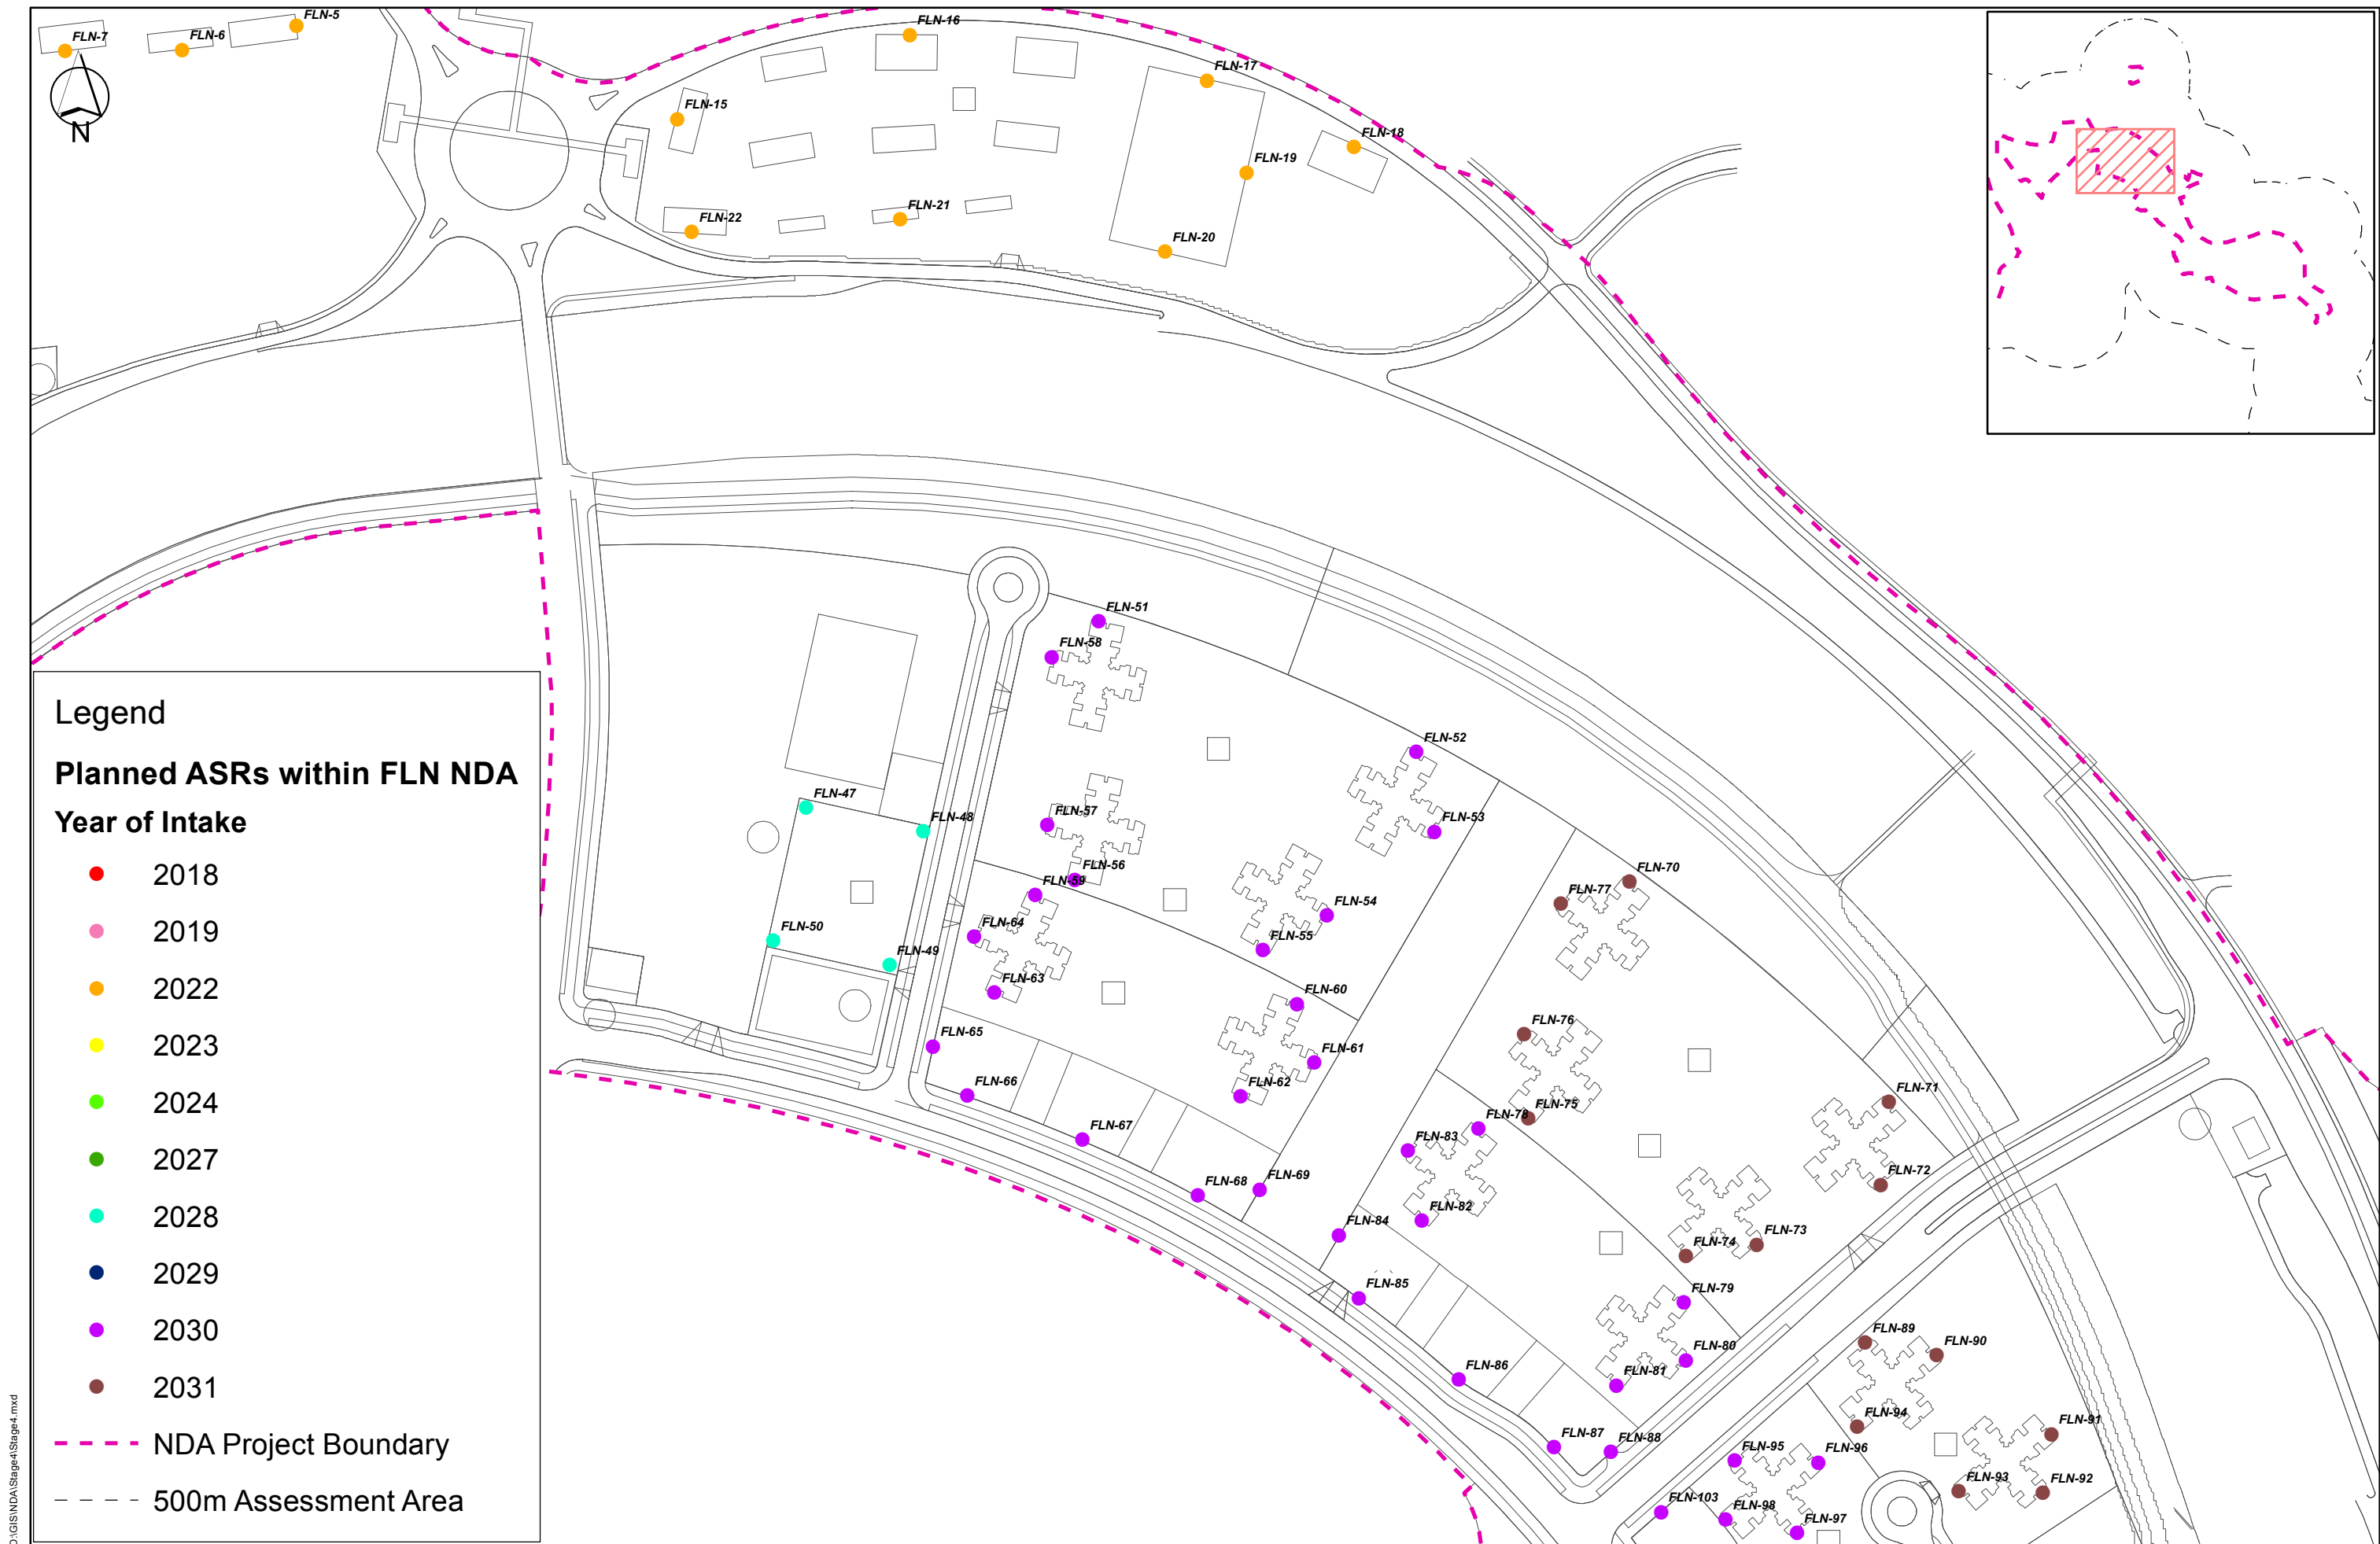 FLN-5
FLN-16
FLN-7
FLN-6
FLN-17
FLN-15
FLN-18
N
FLN-19
FLN-22
FLN-21
FLN-20
FLN-51
FLN-58
FLN-52
FLN-47
FLN-48
FLN-57
FLN-53
FLN-56
FLN-70
FLN-59
FLN-77
FLN-54
FLN-64
FLN-50
FLN-55
FLN-49
FLN-63
FLN-60
FLN-76
FLN-65
FLN-61
FLN-66
FLN-62
FLN-71
FLN-75
FLN-78
FLN-67
FLN-83
FLN-72
FLN-68
FLN-69
FLN-82
FLN-84
FLN-73
FLN-74
FLN-85
FLN-79
FLN-89
FLN-90
FLN-80
FLN-86
FLN-81
FLN-94
FLN-91
FLN-87
FLN-88
FLN-95
FLN-96
FLN-93
FLN-92
FLN-103
FLN-98
FLN-97
Legend
Planned ASRs within FLN NDA
Year of Intake
2018
2019
2022
2023
2024
2027
2028
2029
2030
2031
NDA Project Boundary
500m Assessment Area
D:\GIS\NDA\Stage4\Stage4.mxd